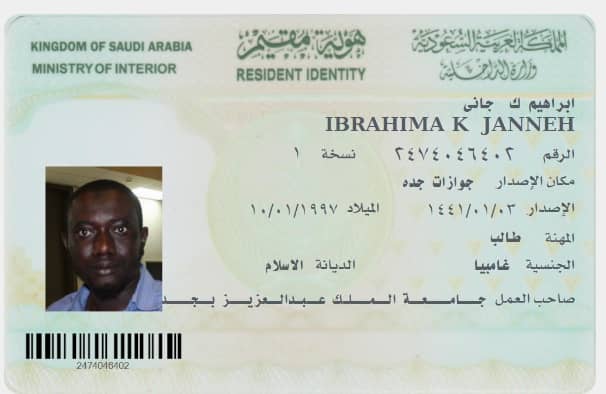 KINGDOM OF SAUDI ARABIA
MINISTRY OF INTERIOR
هوية مقيم
RESIDENT IDENTITY
المملكة العربية السعودية
وزارة الداخلية
ابراهيم ك جانى
IBRAHIMA K JANNEH
الرقم ٢٤٧٤٠٤٦٤٠٢ نسخة ١
مكان الإصدار جوازات جده
الإصدار ١٤٤١/٠١/٠٣ الميلاد ١٠/٠١/١٩٩٧
المهنة طالب
الجنسية غامبيا الديانة الاسلام
صاحب العمل جامعة الملك عبدالعزيز بجد
2474046402